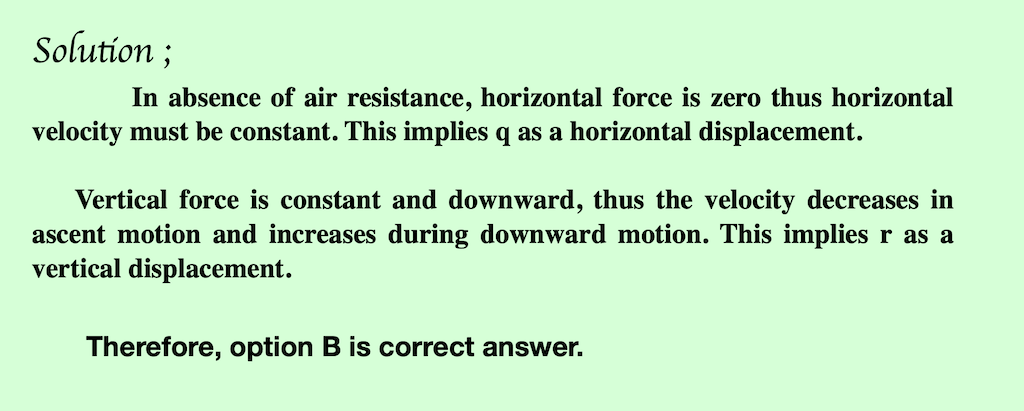 Solution ;
In absence of air resistance, horizontal force is zero thus horizontal
velocity must be constant. This implies q as a horizontal displacement.
Vertical force is constant and downward, thus the velocity decreases in
ascent motion and increases during downward motion. This implies r as a
vertical displacement.
Therefore, option B is correct answer.